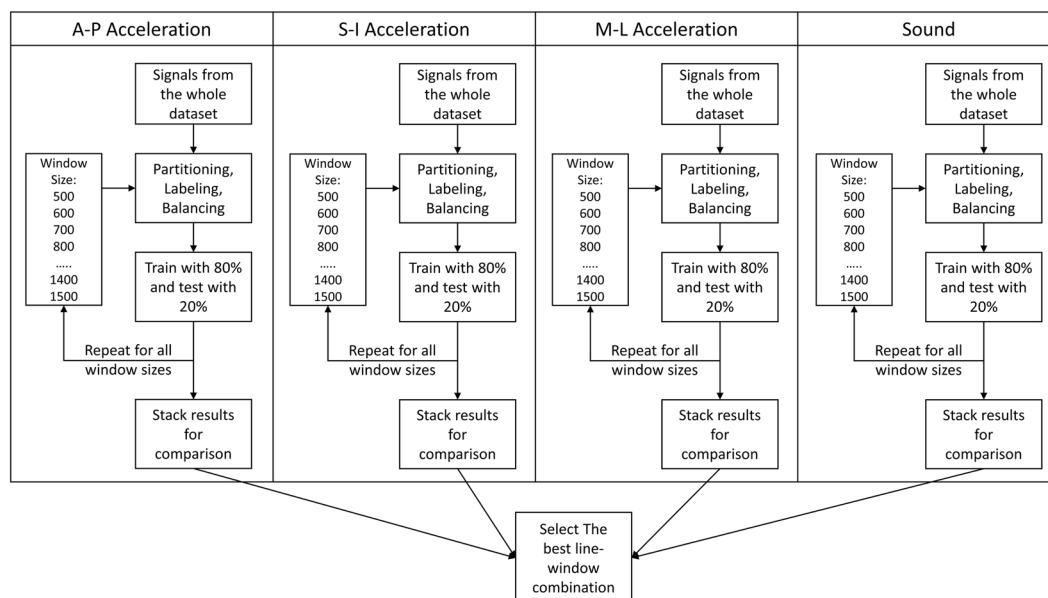 A-P Acceleration
Signals from
the whole
dataset
Window
Size:
500
600
700
800
.....
1400
1500
Partitioning,
Labeling,
Balancing
Train with 80%
and test with
20%
Repeat for all
window sizes
Stack results
for
comparison
S-I Acceleration
Signals from
the whole
dataset
Window
Size:
500
600
700
800
.....
1400
1500
Partitioning,
Labeling,
Balancing
Train with 80%
and test with
20%
Repeat for all
window sizes
Stack results
for
comparison
M-L Acceleration
Signals from
the whole
dataset
Window
Size:
500
600
700
800
.....
1400
1500
Partitioning,
Labeling,
Balancing
Train with 80%
and test with
20%
Repeat for all
window sizes
Stack results
for
comparison
Sound
Signals from
the whole
dataset
Window
Size:
500
600
700
800
.....
1400
1500
Partitioning,
Labeling,
Balancing
Train with 80%
and test with
20%
Repeat for all
window sizes
Stack results
for
comparison
Select The
best line-
window
combination